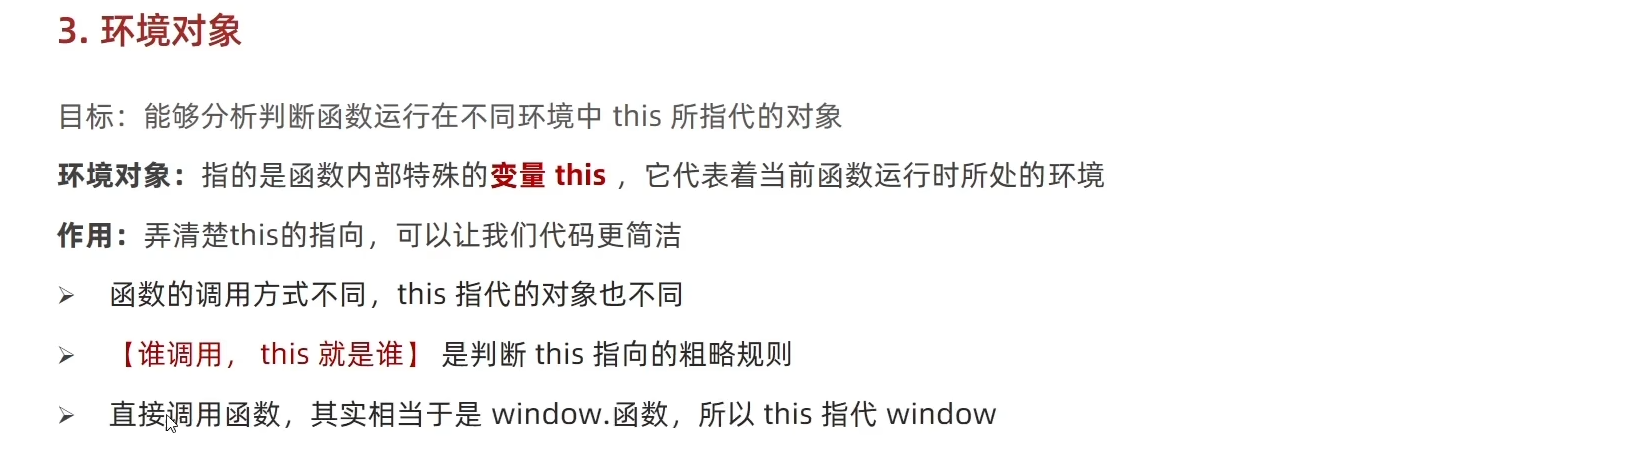 3. 环境对象
目标：能够分析判断函数运行在不同环境中 this 所指代的对象
环境对象：指的是函数内部特殊的变量 this ，它代表着当前函数运行时所处的环境
作用：弄清楚this的指向，可以让我们代码更简洁
➢ 函数的调用方式不同，this 指代的对象也不同
➢ 【谁调用， this 就是谁】 是判断 this 指向的粗略规则
➢ 直接调用函数，其实相当于是 window.函数，所以 this 指代 window